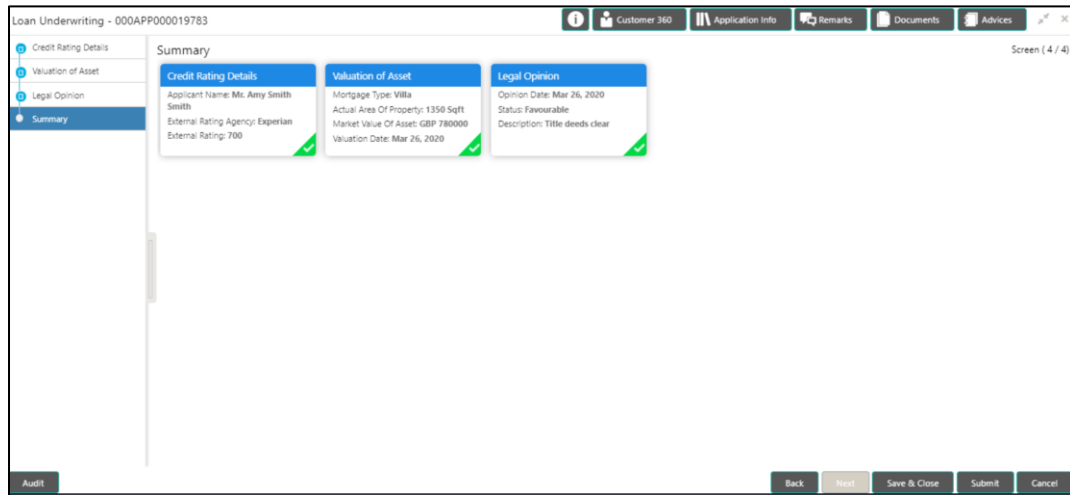 Loan Underwriting - 000APP000019783
Customer 360
Application Info
Remarks
Documents
Advices
Credit Rating Details
Valuation of Asset
Legal Opinion
Summary
Summary
Screen ( 4 / 4)
Credit Rating Details
Applicant Name: Mr. Amy Smith
Smith
External Rating Agency: Experian
External Rating: 700
Valuation of Asset
Mortgage Type: Villa
Actual Area Of Property: 1350 Sqft
Market Value Of Asset: GBP 780000
Valuation Date: Mar 26, 2020
Legal Opinion
Opinion Date: Mar 26, 2020
Status: Favourable
Description: Title deeds clear
Audit
Back
Next
Save & Close
Submit
Cancel